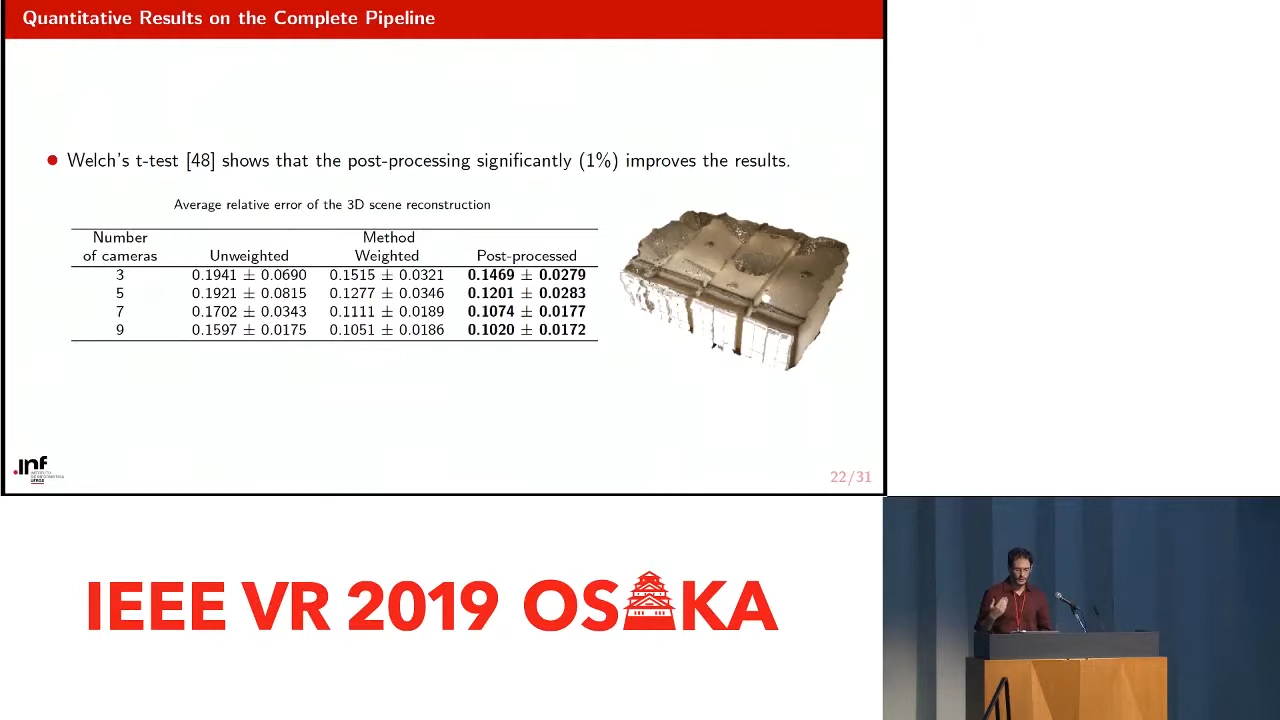 Quantitative Results on the Complete Pipeline
Welch's t-test [48] shows that the post-processing significantly (1%) improves the results.
Average relative error of the 3D scene reconstruction
Number Method
of cameras Unweighted Weighted Post-processed
3 0.1941 ± 0.0690 0.1515 ± 0.0321 0.1469 ± 0.0279
5 0.1921 ± 0.0815 0.1277 ± 0.0346 0.1201 ± 0.0283
7 0.1702 ± 0.0343 0.1111 ± 0.0189 0.1074 ± 0.0177
9 0.1597 ± 0.0175 0.1051 ± 0.0186 0.1020 ± 0.0172
.inf
INSTITUTO
DE INFORMÁTICA
UFRGS
22/31
IEEE VR 2019 OSAKA